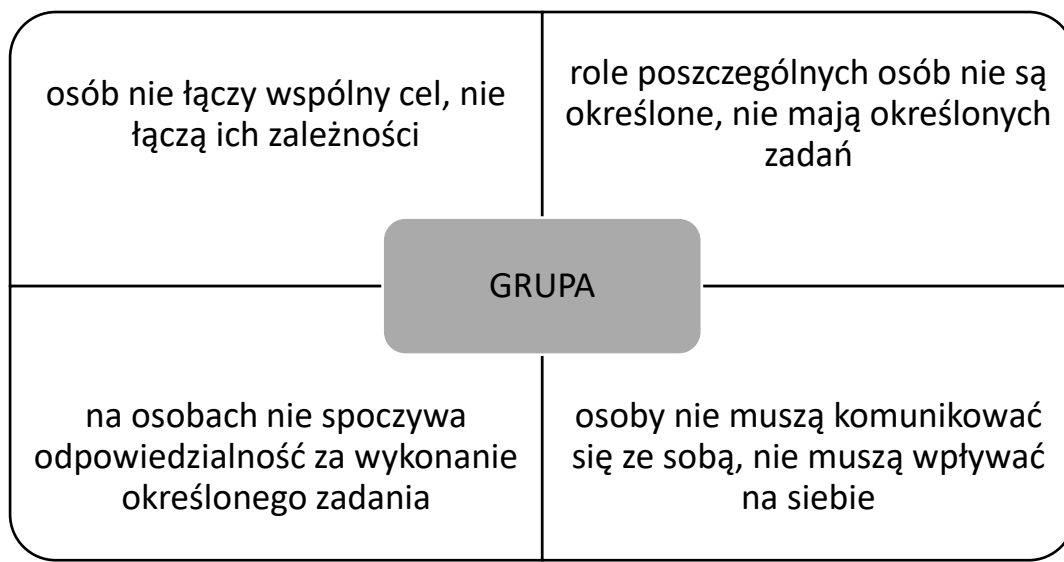 osób nie łączy wspólny cel, nie
łączą ich zależności
role poszczególnych osób nie są
określone, nie mają określonych
zadań
GRUPA
na osobach nie spoczywa
odpowiedzialność za wykonanie
określonego zadania
osoby nie muszą komunikować
się ze sobą, nie muszą wpływać
na siebie